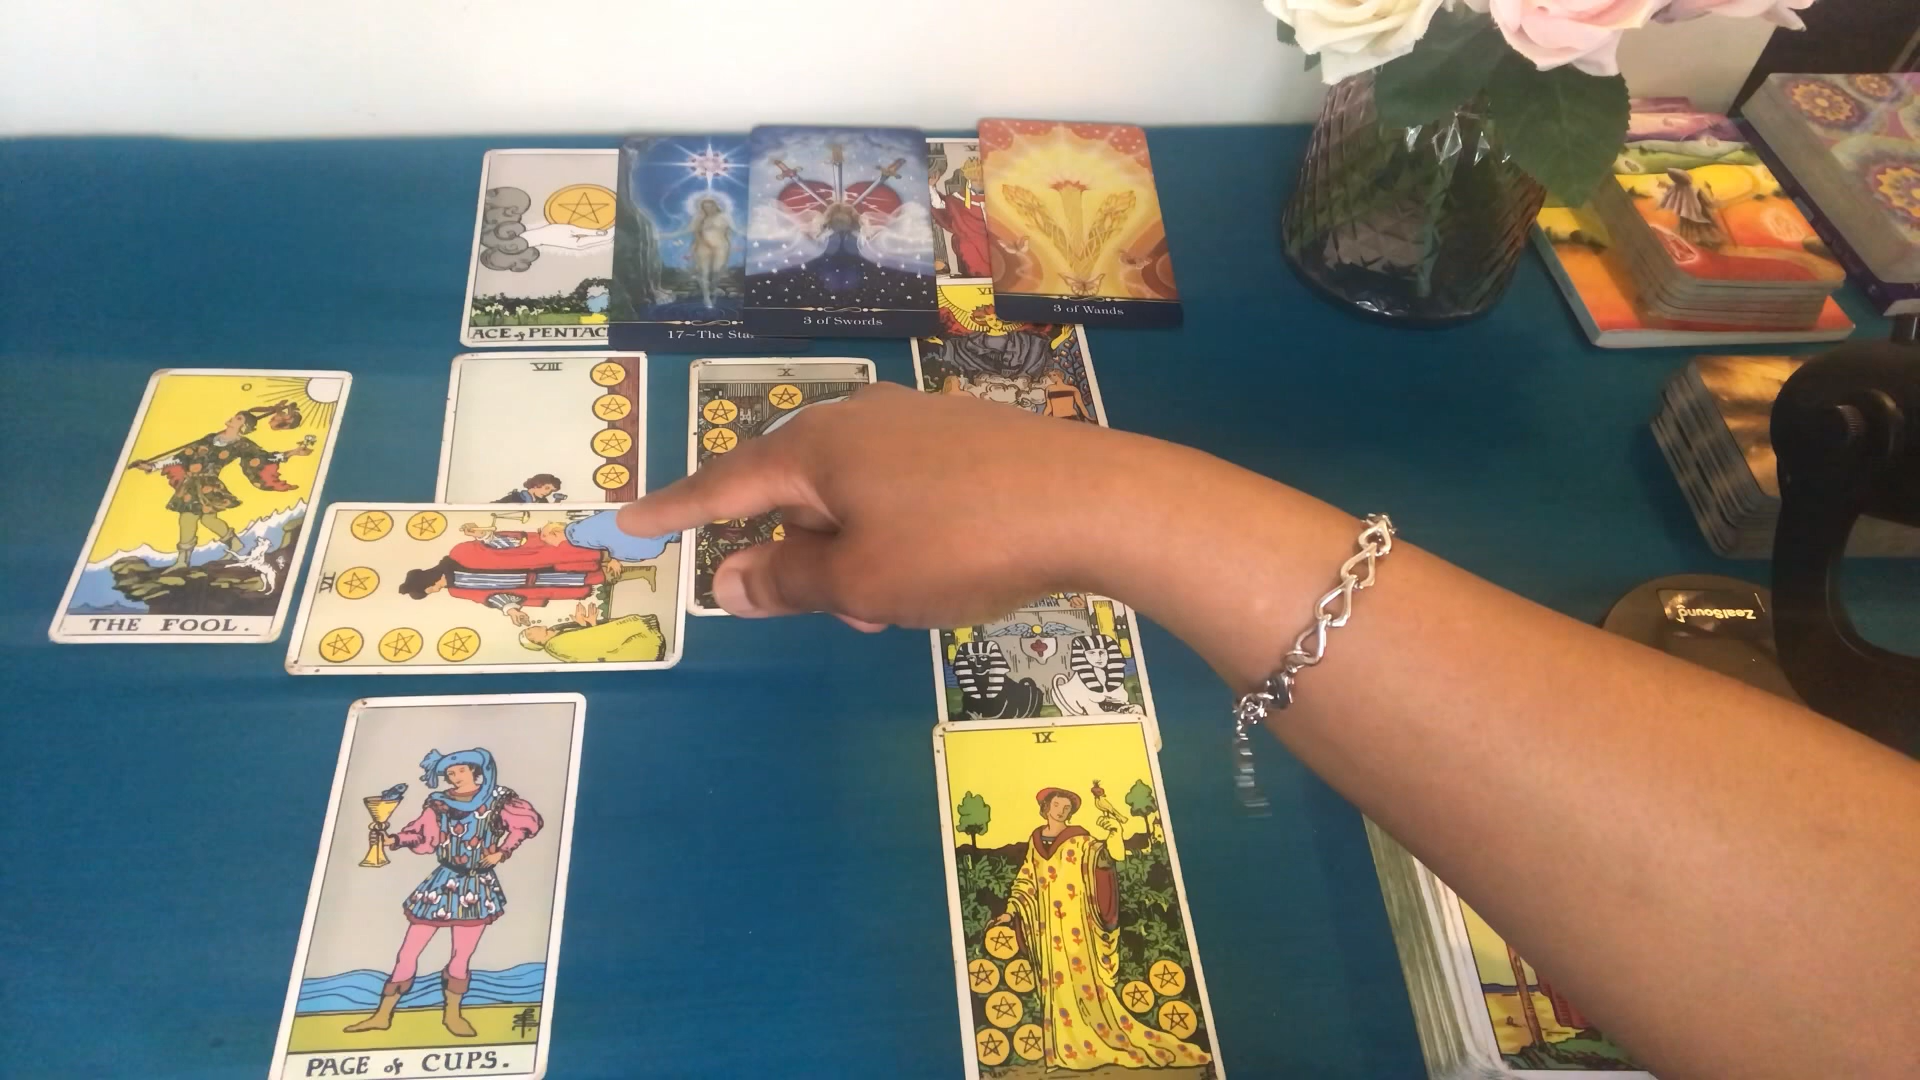 ACE of PENTAC
17~The Sta
3 of Swords
3 of Wands
VIII
X
O
THE FOOL.
VI
ZealSound
IX
PAGE of CUPS.